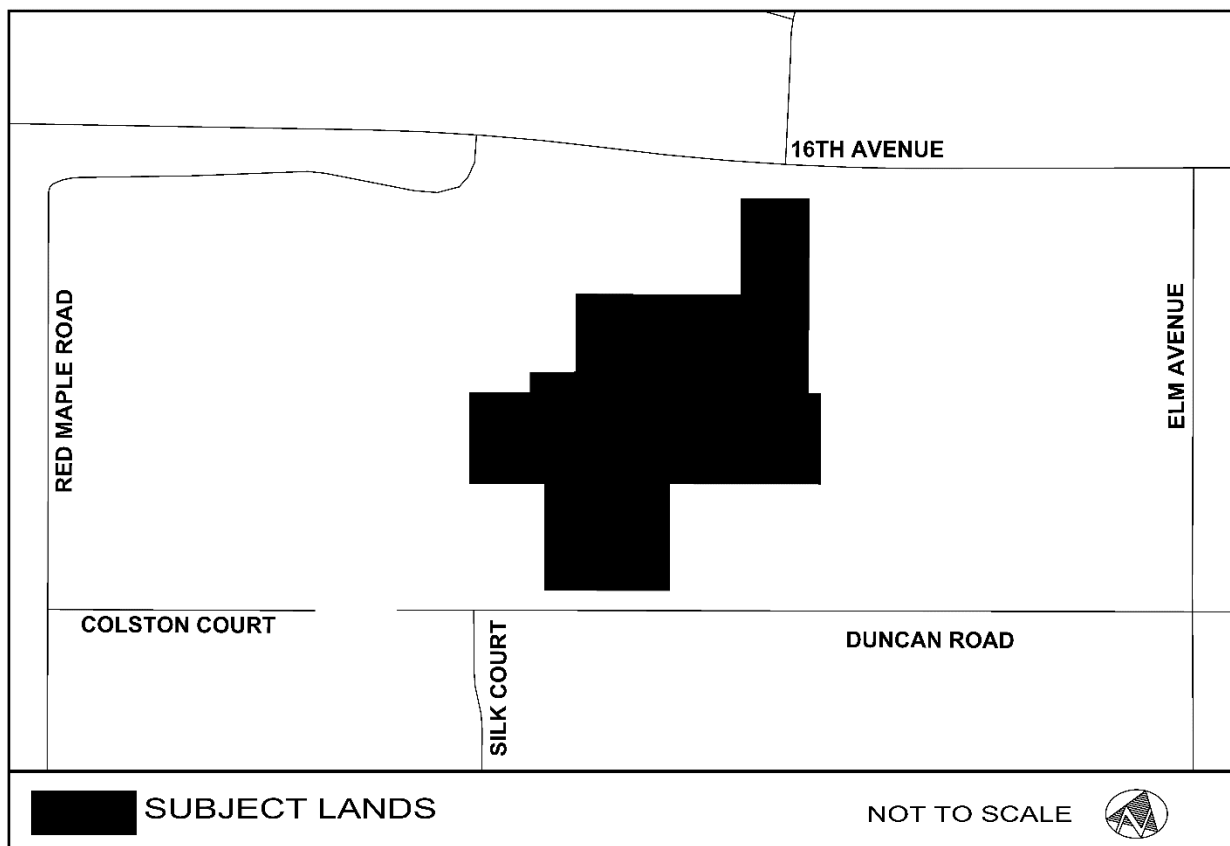 16TH AVENUE
RED MAPLE ROAD
ELM AVENUE
COLSTON COURT
SILK COURT
DUNCAN ROAD
SUBJECT LANDS
NOT TO SCALE